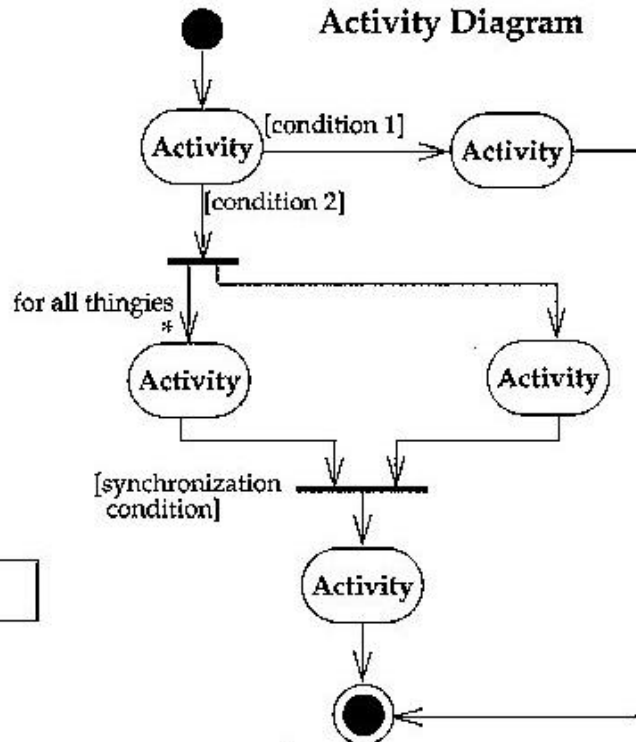 Activity Diagram
[condition 1]
Activity
Activity
[condition 2]
for all thingies
*
Activity
Activity
[synchronization
condition]
Activity